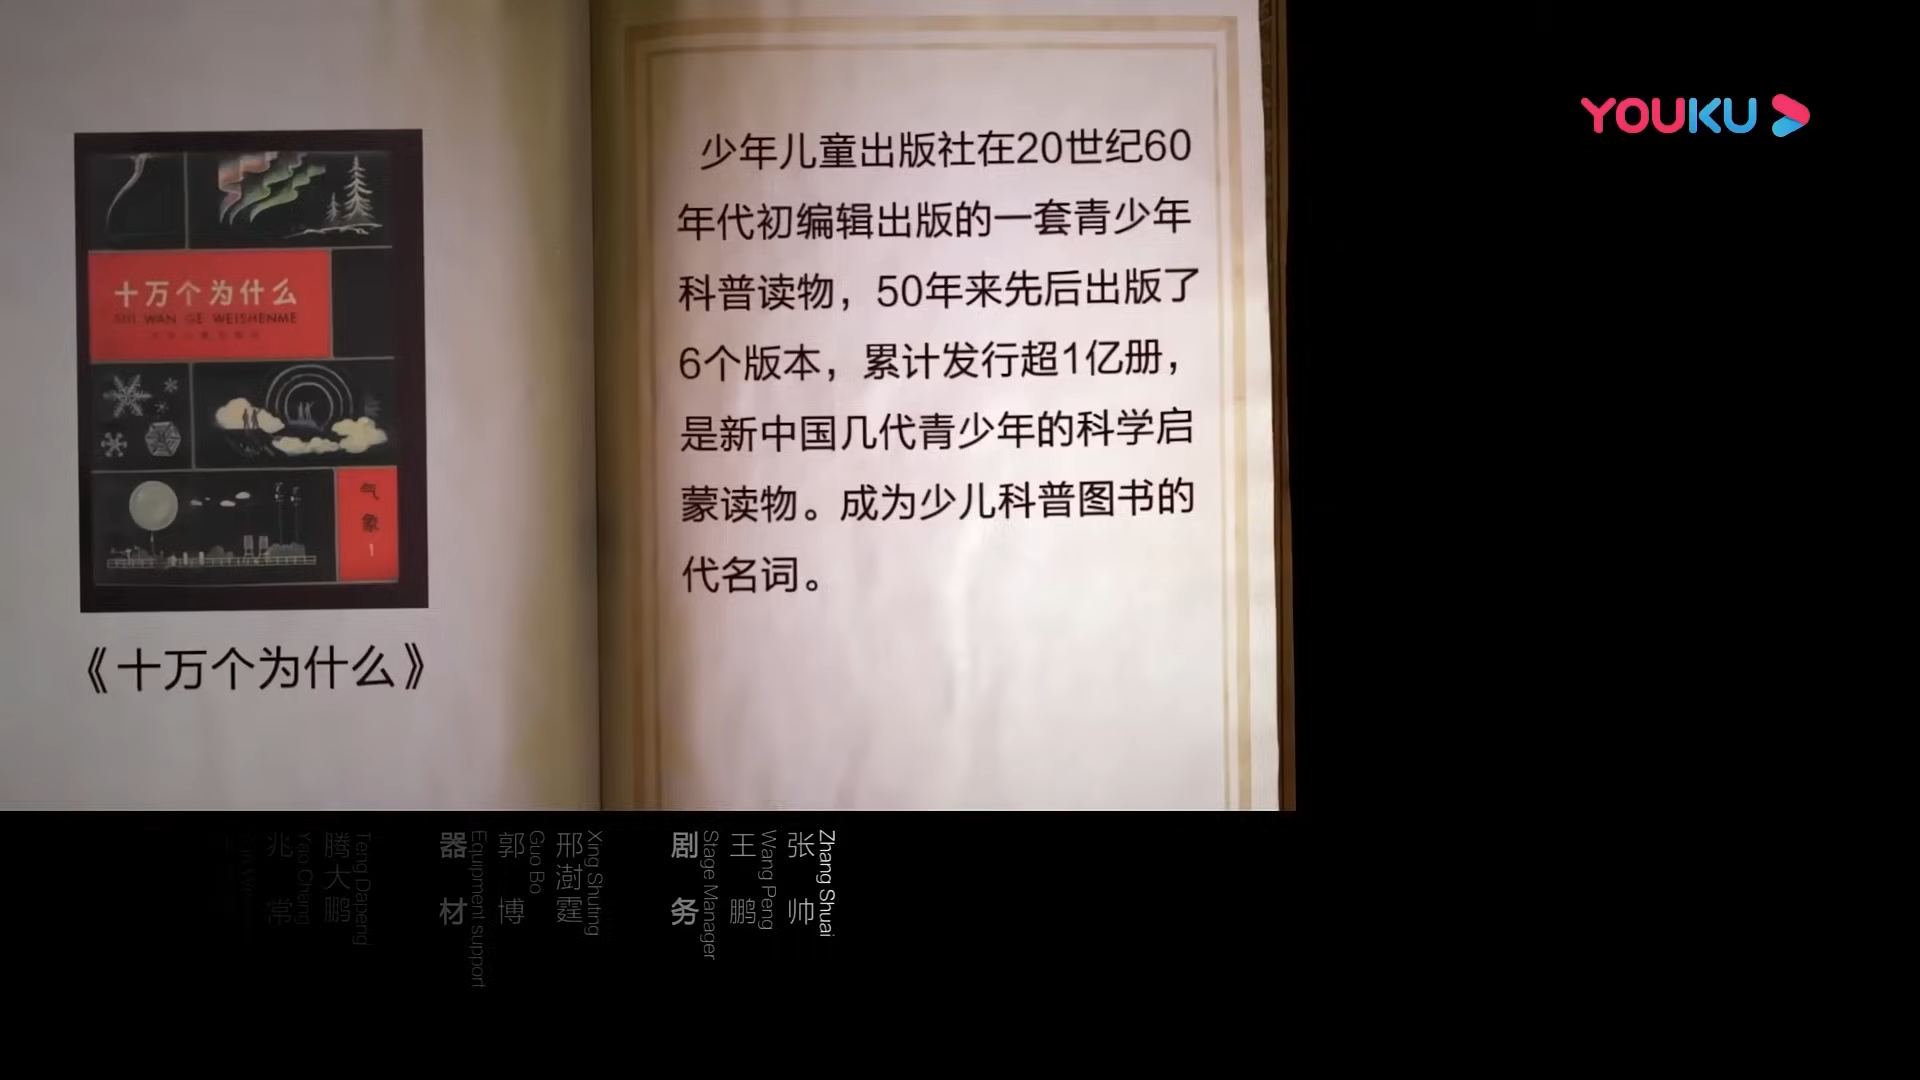 YOUKU
十万个为什么
SHI WAN GE WEISHENME
气象1
《十万个为什么》
少年儿童出版社在20世纪60
年代初编辑出版的一套青少年
科普读物，50年来先后出版了
6个版本，累计发行超1亿册，
是新中国几代青少年的科学启
蒙读物。成为少儿科普图书的
代名词。
张帅
Zhang Shuai
王鹏
Wang Peng
剧务
Stage Manager
邢澍霆
Xing Shuting
郭博
Guo Bo
器材
Equipment support
腾大鹏
Teng Dapeng
兆常
Yao Chang